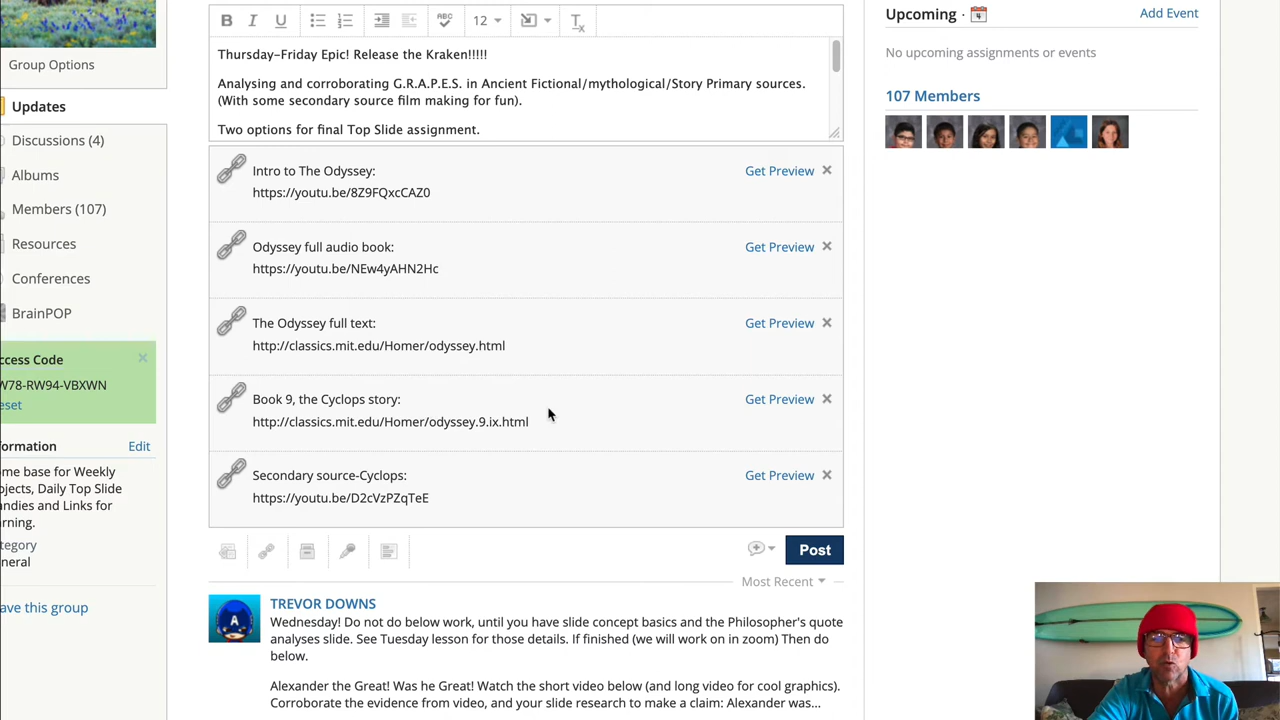 Group Options
Updates
Discussions (4)
Albums
Members (107)
Resources
Conferences
BrainPOP
ccess Code
W78-RW94-VBXWN
eset
formation
Edit
me base for Weekly
ojects, Daily Top Slide
andies and Links for
arning.
tegory
neral
ave this group
B I U
12
ABC
Tx
Thursday–Friday Epic! Release the Kraken!!!!!
Analysing and corroborating G.R.A.P.E.S. in Ancient Fictional/mythological/Story Primary sources.
(With some secondary source film making for fun).
Two options for final Top Slide assignment.
Intro to The Odyssey:
Get Preview
https://youtu.be/8Z9FQxcCAZ0
Odyssey full audio book:
Get Preview
https://youtu.be/NEw4yAHN2Hc
The Odyssey full text:
Get Preview
http://classics.mit.edu/Homer/odyssey.html
Book 9, the Cyclops story:
Get Preview
http://classics.mit.edu/Homer/odyssey.9.ix.html
Secondary source-Cyclops:
Get Preview
https://youtu.be/D2cVzPZqTeE
Post
Most Recent
TREVOR DOWNS
Wednesday! Do not do below work, until you have slide concept basics and the Philosopher's quote
analyses slide. See Tuesday lesson for those details. If finished (we will work on in zoom) Then do
below.
Alexander the Great! Was he Great! Watch the short video below (and long video for cool graphics).
Corroborate the evidence from video, and your slide research to make a claim: Alexander was...
A
Upcoming ·
4
Add Event
No upcoming assignments or events
107 Members